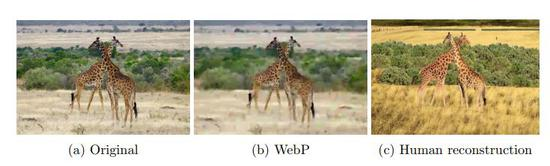 (a) Original
(b) WebP
(c) Human reconstruction